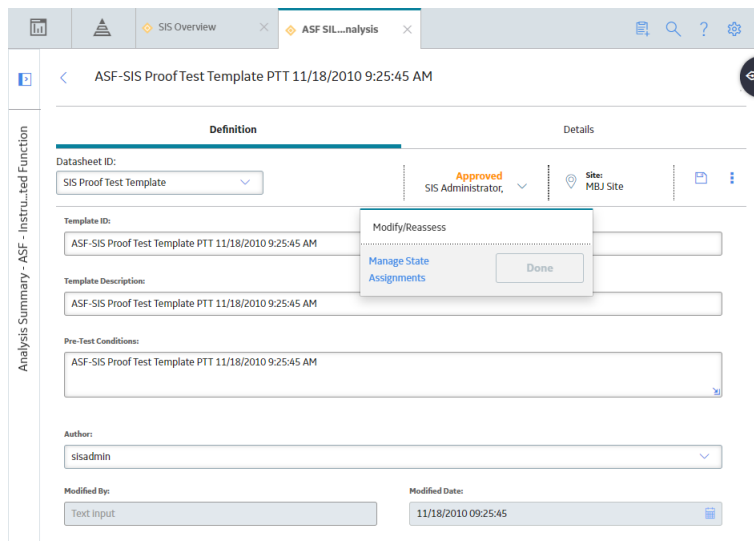 SIS Overview
ASF SIL...nalysis
ASF-SIS Proof Test Template PTT 11/18/2010 9:25:45 AM
Analysis Summary - ASF - Instru...ted Function
Definition
Details
Datasheet ID:
SIS Proof Test Template
Approved
SIS Administrator,
Site:
MBJ Site
Modify/Reassess
Manage State
Assignments
Done
Template ID:
ASF-SIS Proof Test Template PTT 11/18/2010 9:25:45 AM
Template Description:
ASF-SIS Proof Test Template PTT 11/18/2010 9:25:45 AM
Pre-Test Conditions:
ASF-SIS Proof Test Template PTT 11/18/2010 9:25:45 AM
Author:
sisadmin
Modified By:
Text input
Modified Date:
11/18/2010 09:25:45